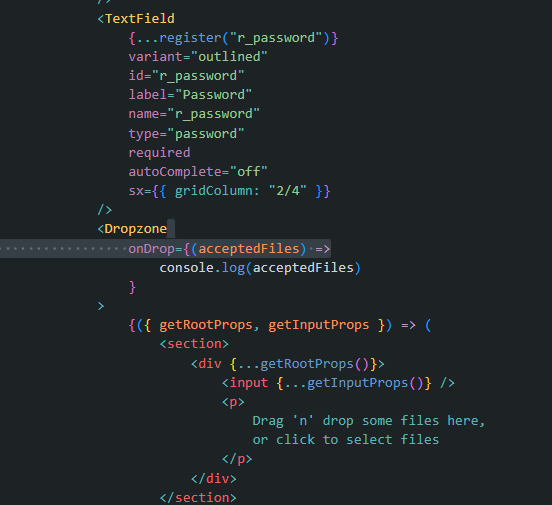 />
<TextField
{...register("r_password")}
variant="outlined"
id="r_password"
label="Password"
name="r_password"
type="password"
required
autoComplete="off"
sx={{ gridColumn: "2/4" }}
/>
<Dropzone
onDrop={(acceptedFiles) =>
console.log(acceptedFiles)
}
>
{({ getRootProps, getInputProps }) => (
<section>
<div {...getRootProps()}>
<input {...getInputProps()} />
<p>
Drag 'n' drop some files here,
or click to select files
</p>
</div>
</section>